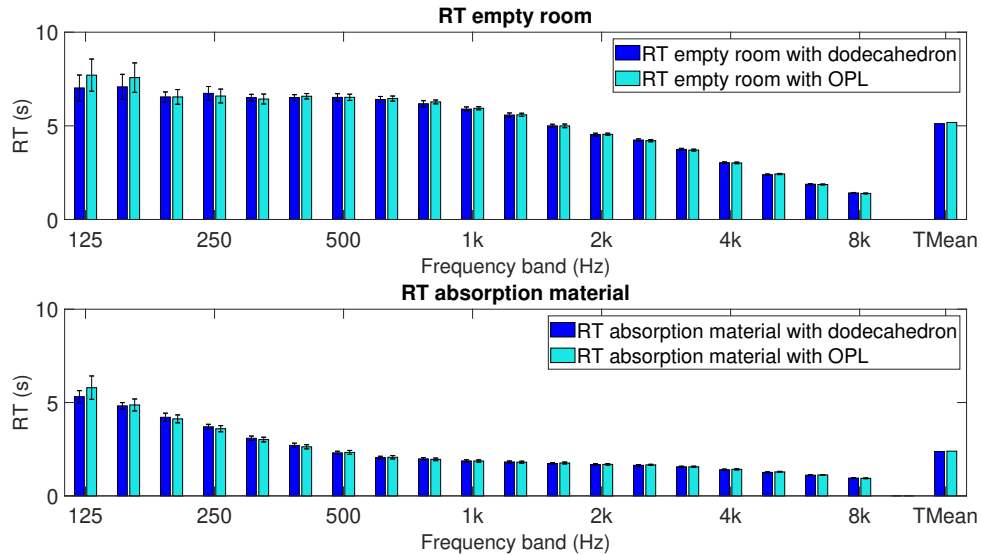 RT empty room
10
RT empty room with dodecahedron
RT empty room with OPL
5
RT (s)
0
125 250 500 1k 2k 4k 8k TMean
Frequency band (Hz)
RT absorption material
10
RT absorption material with dodecahedron
RT absorption material with OPL
5
RT (s)
0
125 250 500 1k 2k 4k 8k TMean
Frequency band (Hz)